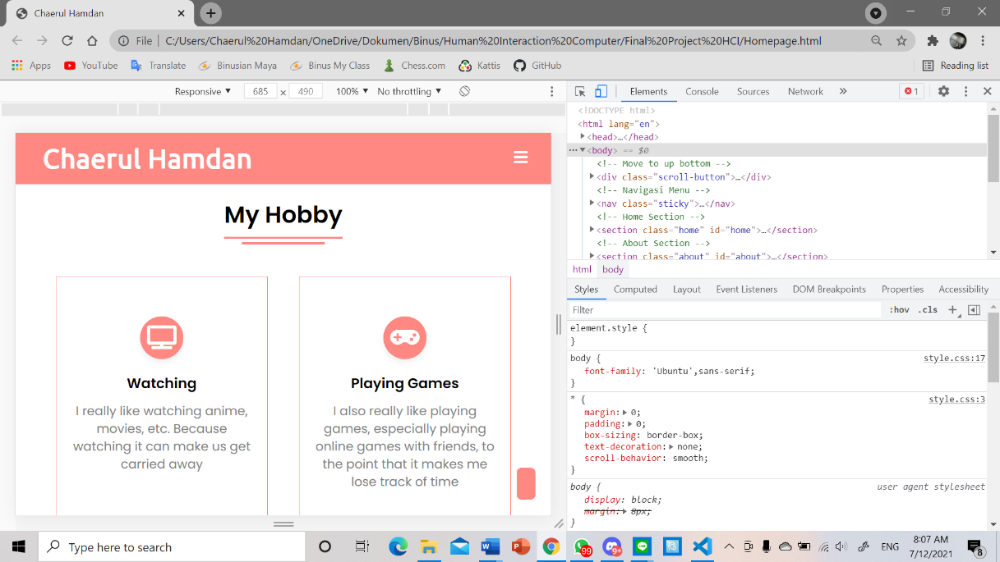 Chaerul Hamdan
File
C:/Users/Chaerul%20Hamdan/OneDrive/Dokumen/Binus/Human%20Interaction%20Computer/Final%20Project%20HCI/Homepage.html
Apps YouTube Translate Binusian Maya Binus My Class Chess.com Kattis GitHub Reading list
Responsive ▼ 685 x 490 100% ▼ No throttling ▼
Chaerul Hamdan
My Hobby
Watching
I really like watching anime,
movies, etc. Because
watching it can make us get
carried away
Playing Games
I also really like playing
games, especially playing
online games with friends, to
the point that it makes me
lose track of time
Elements Console Sources Network » 1
<!DOCTYPE html>
<html lang="en">
▶<head>…</head>
··· ▼<body> == $0
<!-- Move to up bottom -->
▶<div class="scroll-button">…</div>
<!-- Navigasi Menu -->
▶<nav class="sticky">…</nav>
<!-- Home Section -->
▶<section class="home" id="home">…</section>
<!-- About Section -->
▶<section class="about" id="about">…</section>
html body
Styles Computed Layout Event Listeners DOM Breakpoints Properties Accessibility
Filter :hov .cls +
element.style {
}
body { style.css:17
font-family: 'Ubuntu',sans-serif;
}
* { style.css:3
margin:▶ 0;
padding:▶ 0;
box-sizing: border-box;
text-decoration:▶ none;
scroll-behavior: smooth;
}
body { user agent stylesheet
display: block;
margin:▶ 8px;
}
Type here to search
99
9+
ENG
8:07 AM
7/12/2021
8